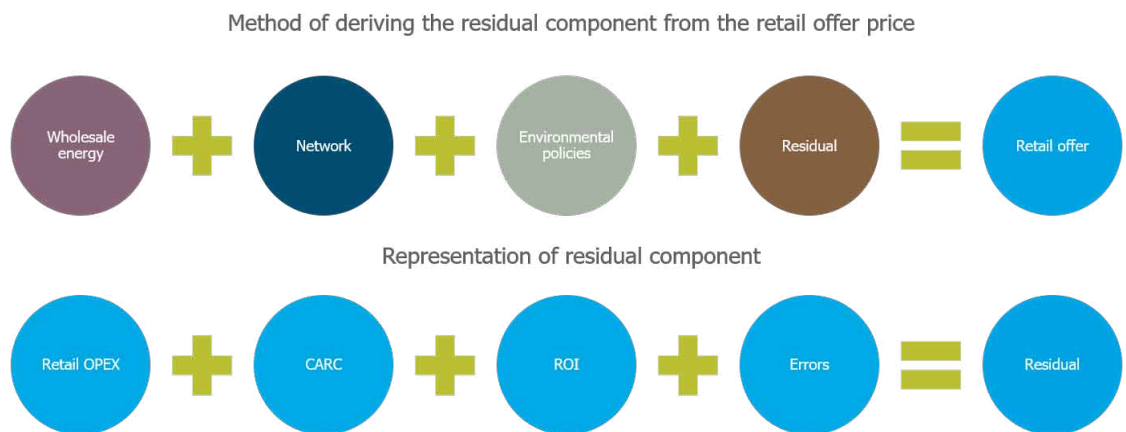 Method of deriving the residual component from the retail offer price
Wholesale
energy
Network
Environmental
policies
Residual
Retail offer
Representation of residual component
Retail OPEX
CARC
ROI
Errors
Residual